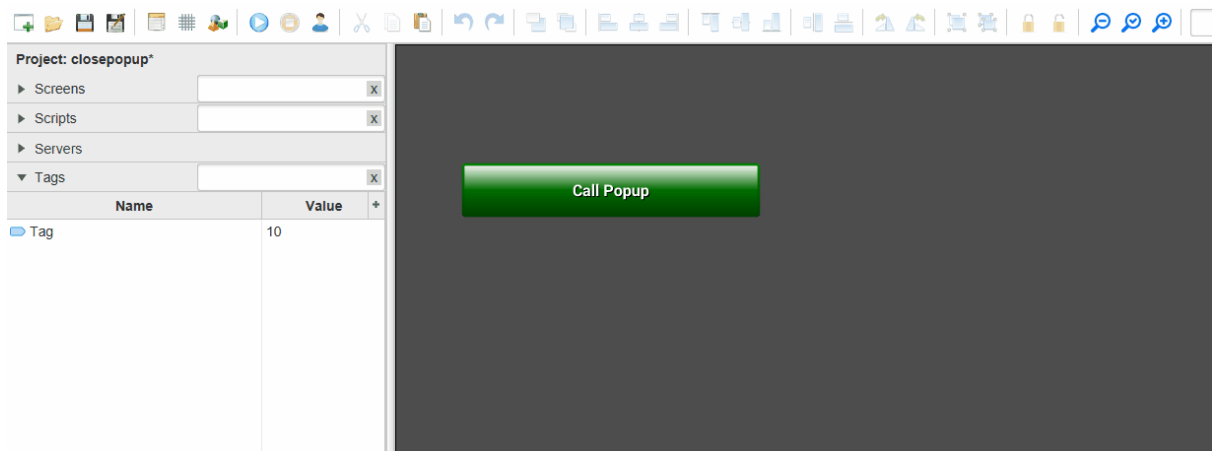 Project: closepopup*
Screens
X
Scripts
X
Servers
Tags
X
Name Value +
Tag 10
Call Popup